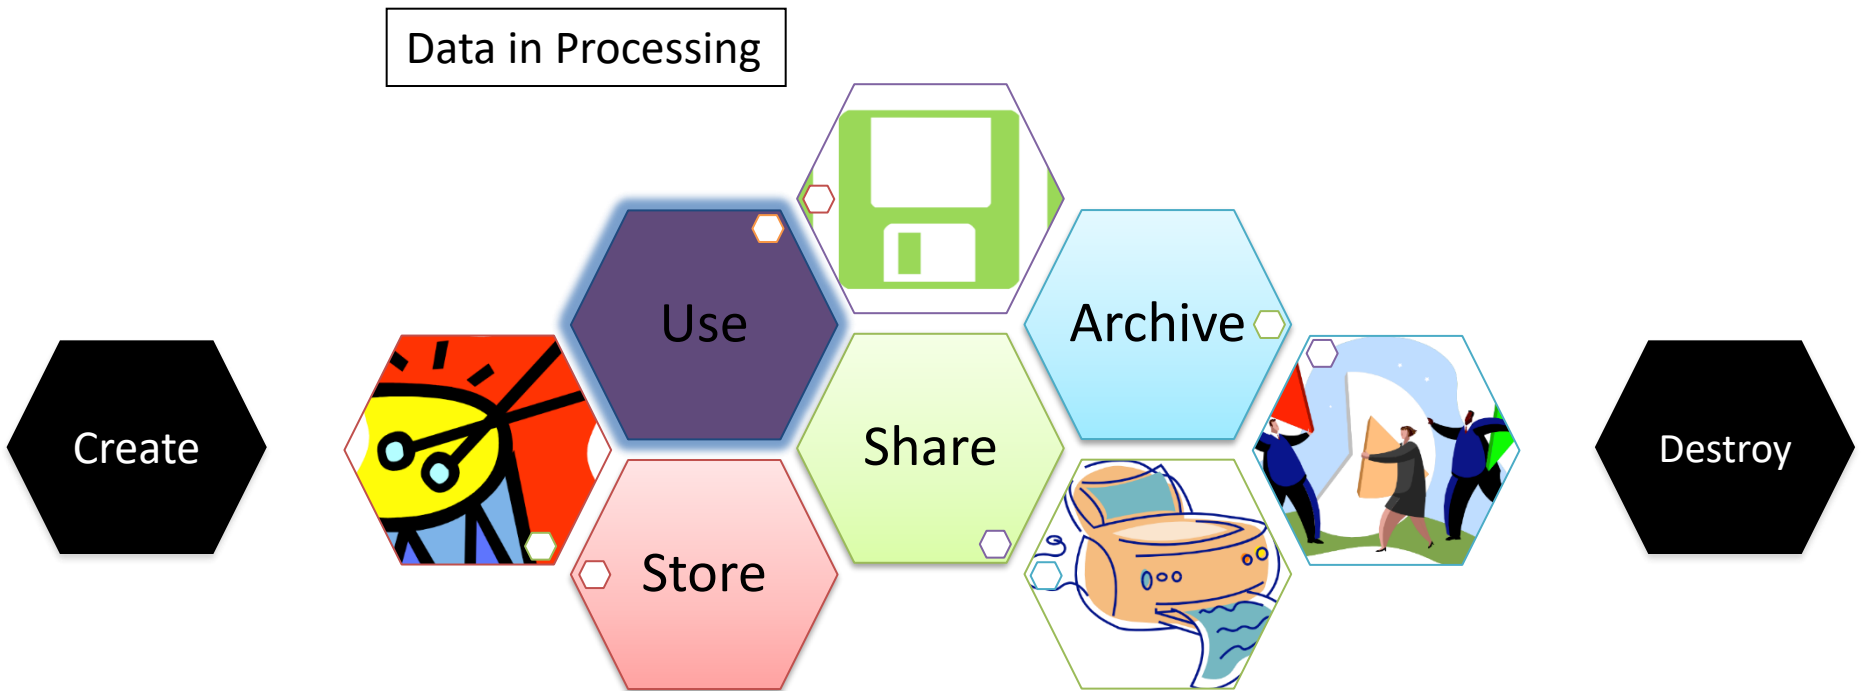 Data in Processing
Use
Archive
Create
Share
Destroy
Store